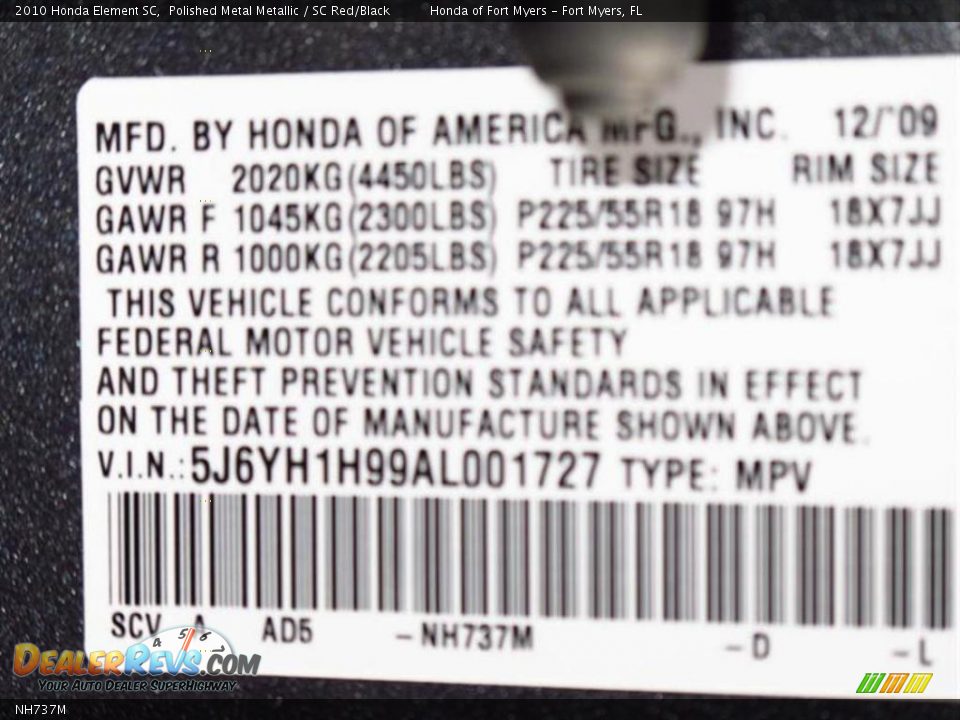 2010 Honda Element SC, Polished Metal Metallic / SC Red/Black Honda of Fort Myers - Fort Myers, FL
MFD. BY HONDA OF AMERICA MFG., INC. 12/'09
GVWR 2020KG(4450LBS) TIRE SIZE RIM SIZE
GAWR F 1045KG(2300LBS) P225/55R18 97H 18X7JJ
GAWR R 1000KG(2205LBS) P225/55R18 97H 18X7JJ
THIS VEHICLE CONFORMS TO ALL APPLICABLE
FEDERAL MOTOR VEHICLE SAFETY
AND THEFT PREVENTION STANDARDS IN EFFECT
ON THE DATE OF MANUFACTURE SHOWN ABOVE.
V.I.N.: 5J6YH1H99AL001727 TYPE: MPV
SCV A AD5 -NH737M -D -L
4 5 6
DEALERREVS.COM
YOUR AUTO DEALER SUPERHIGHWAY
NH737M